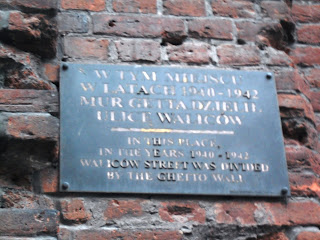 W TYM MIEJSCU
W LATACH 1940-1942
MUR GETTA DZIELIŁ
ULICĘ WALICÓW
IN THIS PLACE,
IN THE YEARS 1940-1942
WALICÓW STREET WAS DIVIDED
BY THE GHETTO WALL